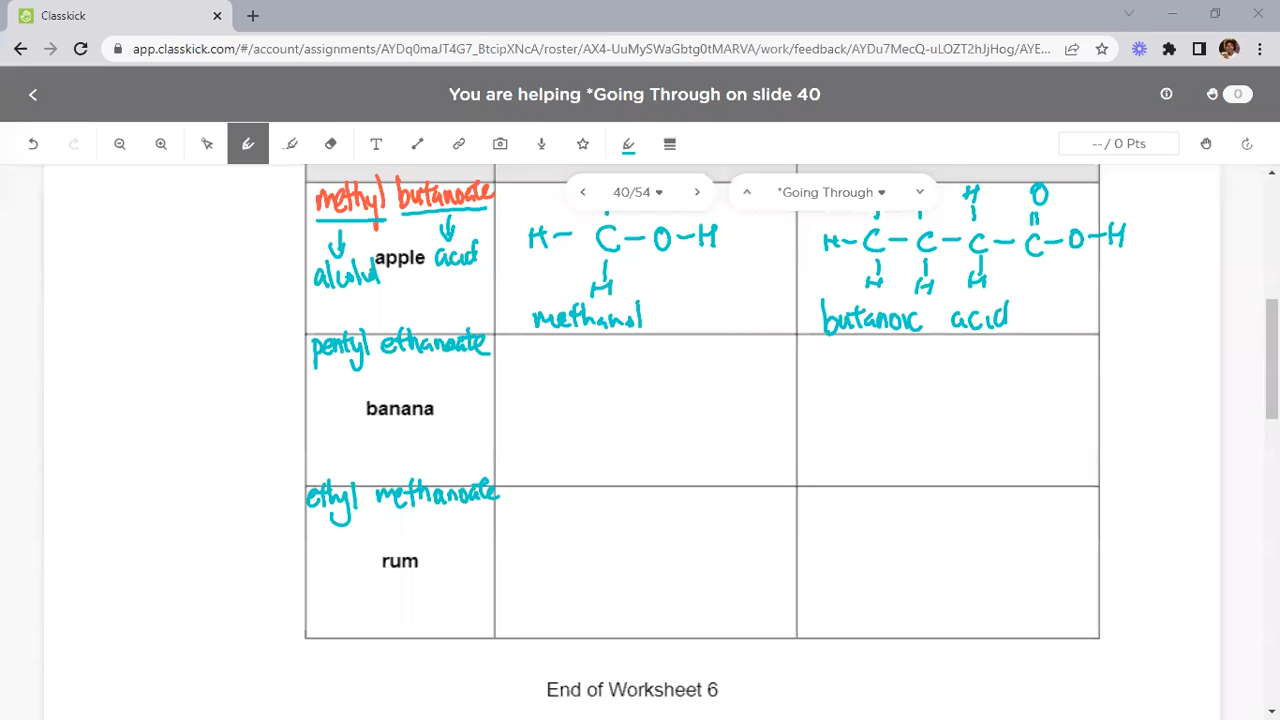 Classkick
app.classkick.com/#/account/assignments/AYDq0maJT4G7_BtcipXNcA/roster/AX4-UuMySWaGbtg0tMARVA/work/feedback/AYDu7MecQ-uLOZT2hJjHog/AYE...
You are helping *Going Through on slide 40
0
T
--/0 Pts
40/54
*Going Through
methyl butanoate
alcohol
apple
acid
H
H - C - O - H
H
methanol
H O
H - C - C - C - C - O - H
H H H
butanoic acid
pentyl ethanoate
banana
ethyl methanoate
rum
End of Worksheet 6